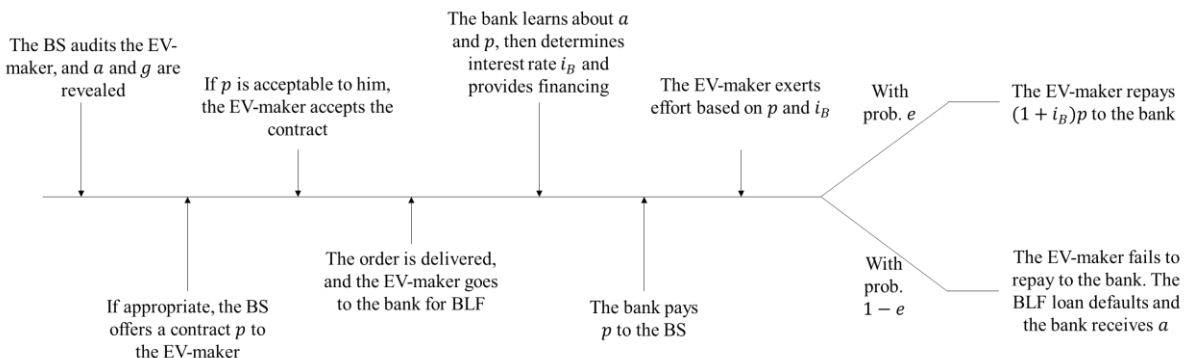 The BS audits the EV-
maker, and a and g are
revealed
If appropriate, the BS
offers a contract p to
the EV-maker
If p is acceptable to him,
the EV-maker accepts the
contract
The order is delivered,
and the EV-maker goes
to the bank for BLF
The bank learns about a
and p, then determines
interest rate i_B and
provides financing
The bank pays
p to the BS
The EV-maker exerts
effort based on p and i_B
With
prob. e
The EV-maker repays
(1 + i_B)p to the bank
With
prob.
1 − e
The EV-maker fails to
repay to the bank. The
BLF loan defaults and
the bank receives a